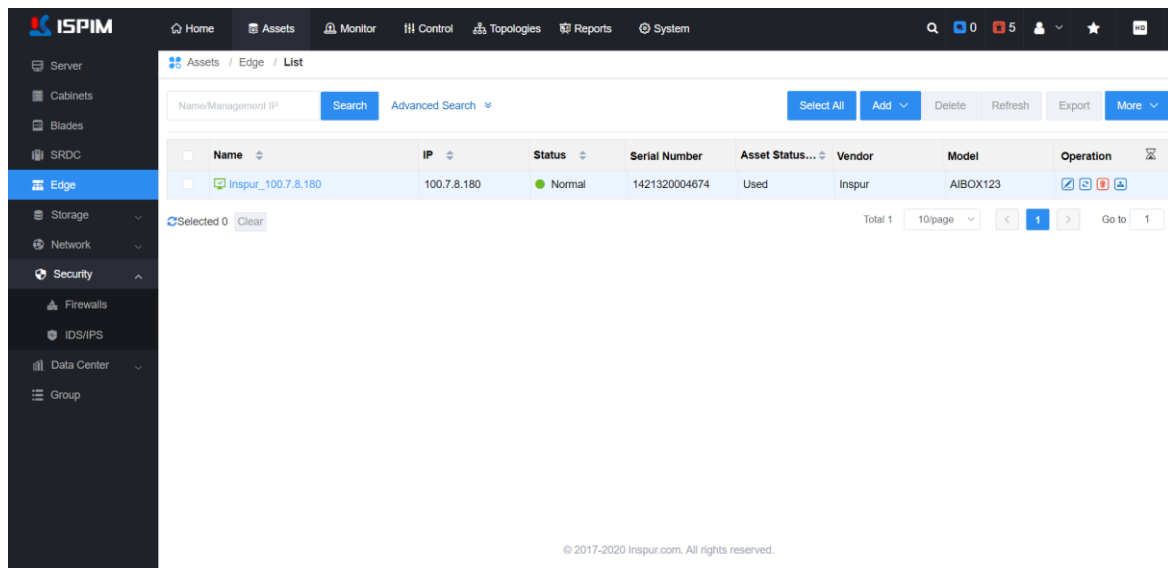 ISPIM Home Assets Monitor Control Topologies Reports System 0 5 HD
Server
Cabinets
Blades
SRDC
Edge
Storage
Network
Security
Firewalls
IDS/IPS
Data Center
Group
Assets / Edge / List
Name/Management IP Search Advanced Search Select All Add Delete Refresh Export More
Name IP Status Serial Number Asset Status... Vendor Model Operation
Inspur_100.7.8.180 100.7.8.180 Normal 1421320004674 Used Inspur AIBOX123
Selected 0 Clear Total 1 10/page < 1 > Go to 1
© 2017-2020 Inspur.com. All rights reserved.